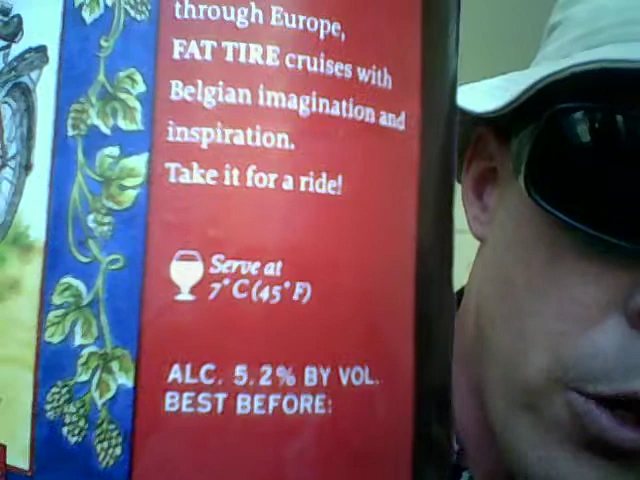 through Europe,
FAT TIRE cruises with
Belgian imagination and
inspiration.
Take it for a ride!
Serve at
7°C (45°F)
ALC. 5.2% BY VOL.
BEST BEFORE: